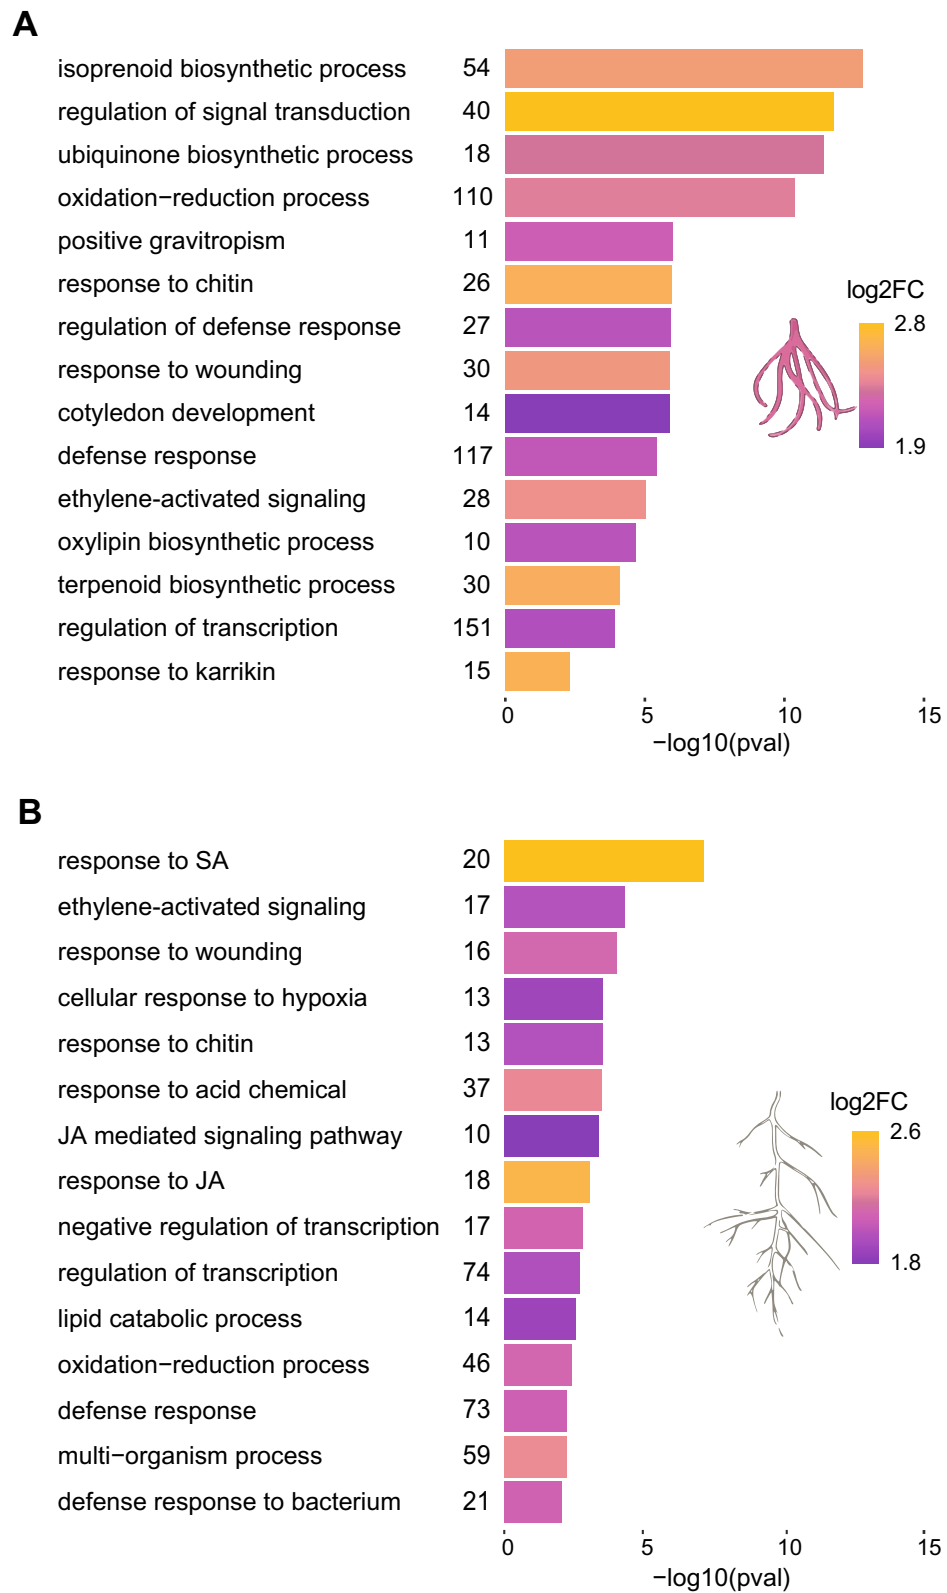 A
isoprenoid biosynthetic process 54
regulation of signal transduction 40
ubiquinone biosynthetic process 18
oxidation−reduction process 110
positive gravitropism 11
response to chitin 26
regulation of defense response 27
response to wounding 30
cotyledon development 14
defense response 117
ethylene-activated signaling 28
oxylipin biosynthetic process 10
terpenoid biosynthetic process 30
regulation of transcription 151
response to karrikin 15
log2FC
2.8
1.9
0 5 10 15
−log10(pval)
B
response to SA 20
ethylene-activated signaling 17
response to wounding 16
cellular response to hypoxia 13
response to chitin 13
response to acid chemical 37
JA mediated signaling pathway 10
response to JA 18
negative regulation of transcription 17
regulation of transcription 74
lipid catabolic process 14
oxidation−reduction process 46
defense response 73
multi−organism process 59
defense response to bacterium 21
log2FC
2.6
1.8
0 5 10 15
−log10(pval)